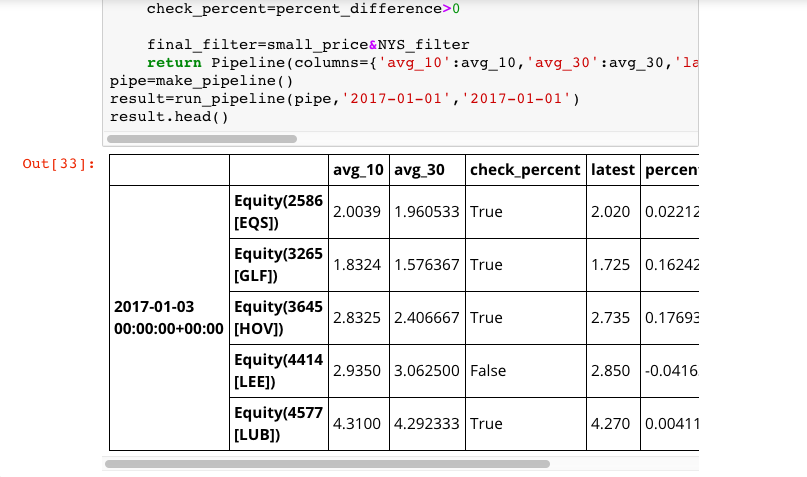 check_percent=percent_difference>0
final_filter=small_price&NYS_filter
return Pipeline(columns={'avg_10':avg_10,'avg_30':avg_30,'la
pipe=make_pipeline()
result=run_pipeline(pipe,'2017-01-01','2017-01-01')
result.head()
Out[33]:
avg_10 avg_30 check_percent latest percen
2017-01-03
00:00:00+00:00
Equity(2586
[EQS])
2.0039 1.960533 True 2.020 0.02212
Equity(3265
[GLF])
1.8324 1.576367 True 1.725 0.16242
Equity(3645
[HOV])
2.8325 2.406667 True 2.735 0.17693
Equity(4414
[LEE])
2.9350 3.062500 False 2.850 -0.0416
Equity(4577
[LUB])
4.3100 4.292333 True 4.270 0.00411